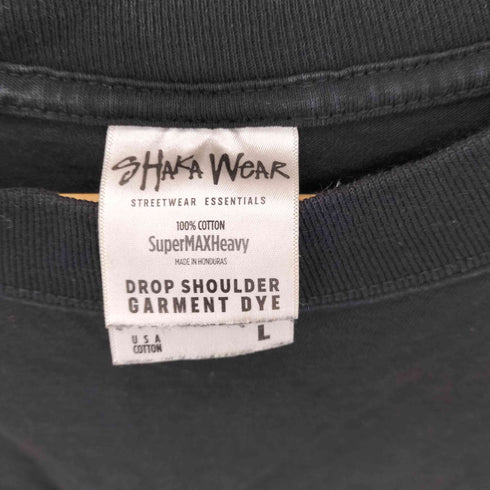 SHAKA WEAR
STREETWEAR ESSENTIALS
100% COTTON
SuperMAXHeavy
MADE IN HONDURAS
DROP SHOULDER
GARMENT DYE
USA
COTTON
L